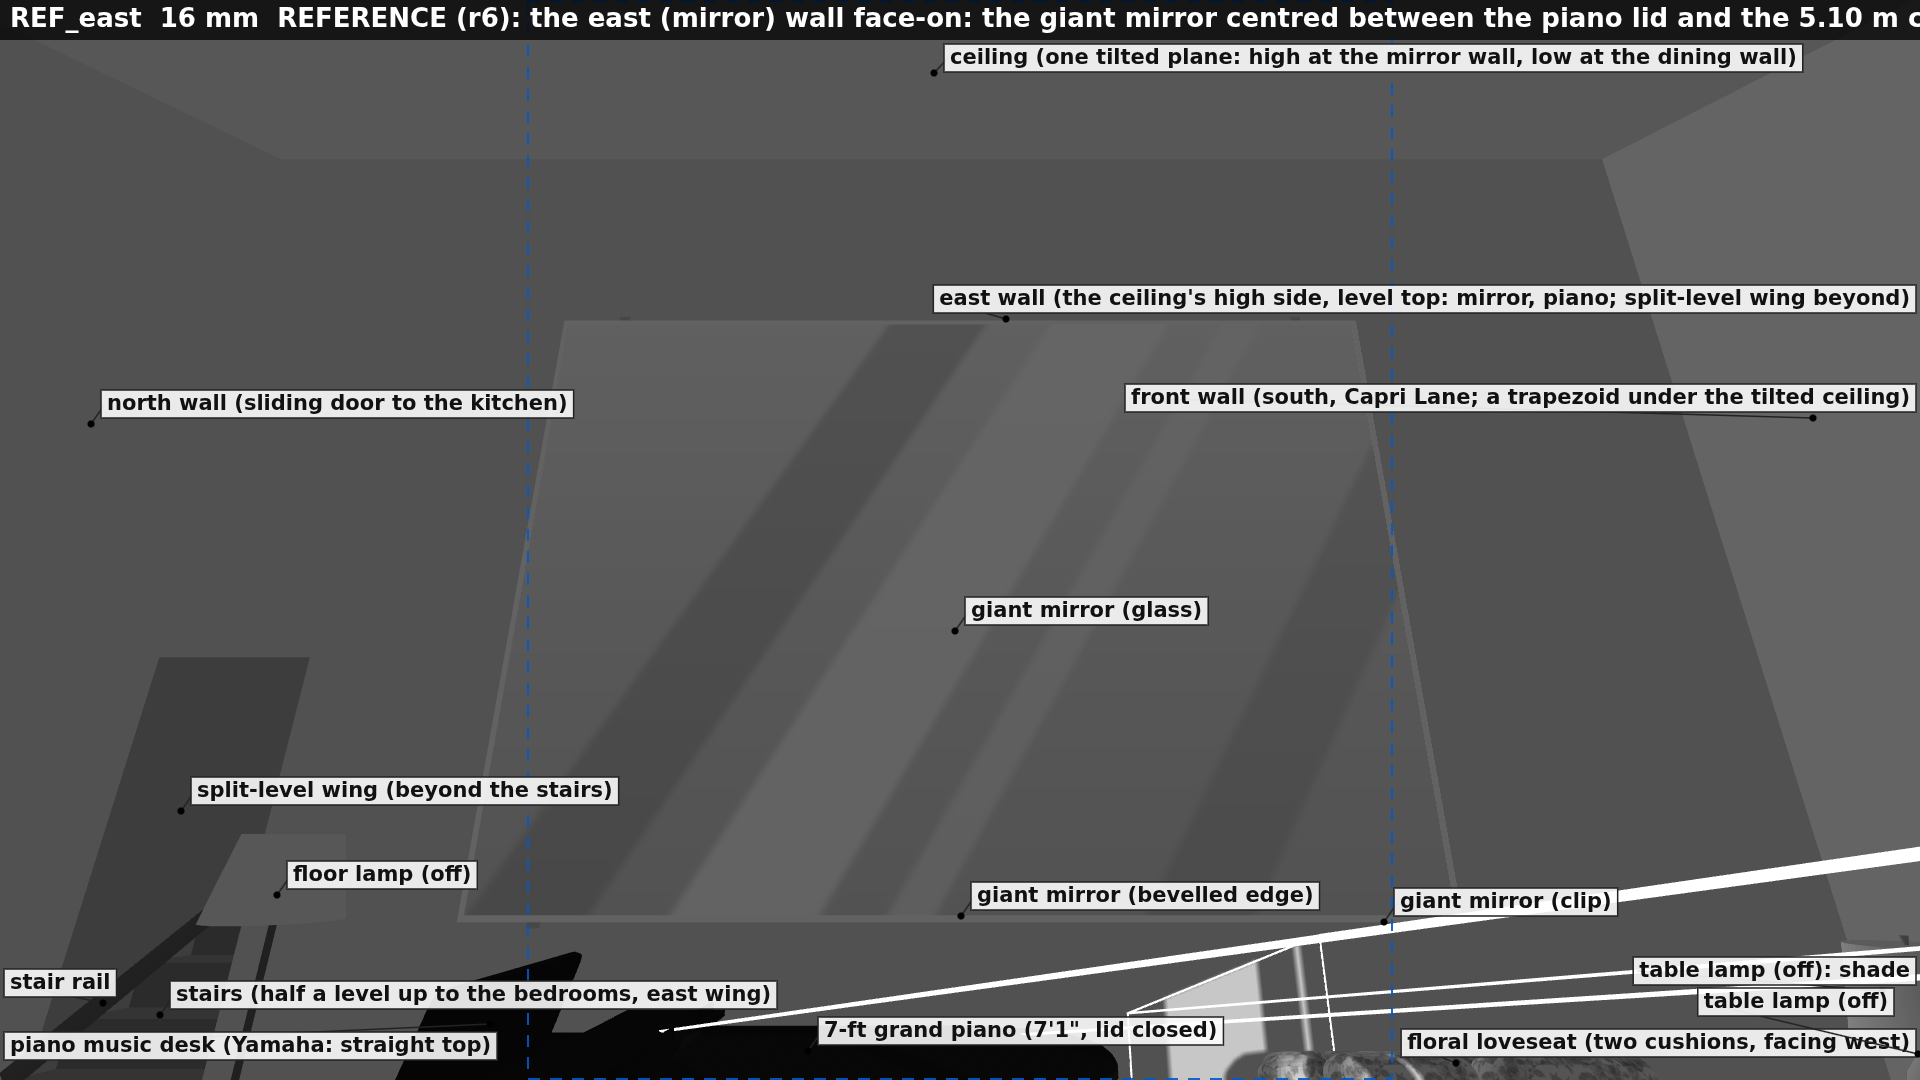 REF_east 16 mm REFERENCE (r6): the east (mirror) wall face-on: the giant mirror centred between the piano lid and the 5.10 m
ceiling (one tilted plane: high at the mirror wall, low at the dining wall)
east wall (the ceiling's high side, level top: mirror, piano; split-level wing beyond)
front wall (south, Capri Lane; a trapezoid under the tilted ceiling)
north wall (sliding door to the kitchen)
giant mirror (glass)
split-level wing (beyond the stairs)
floor lamp (off)
giant mirror (bevelled edge)
giant mirror (clip)
table lamp (off): shade
stair rail
stairs (half a level up to the bedrooms, east wing)
table lamp (off)
7-ft grand piano (7'1", lid closed)
floral loveseat (two cushions, facing west)
piano music desk (Yamaha: straight top)